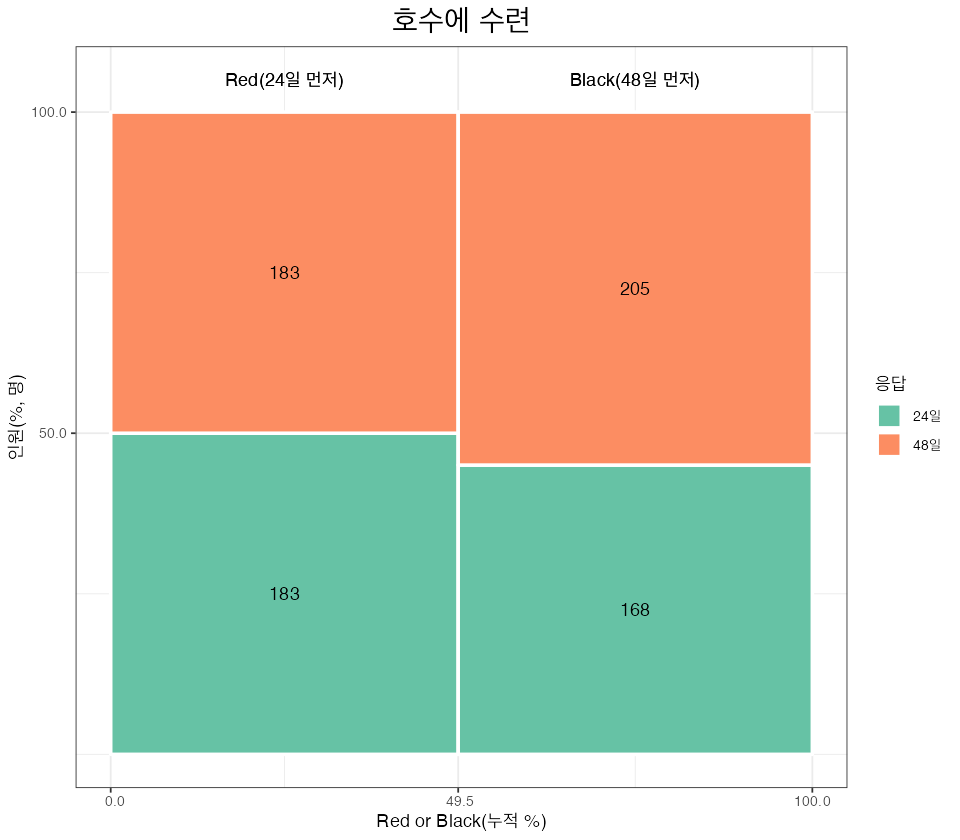 호수에 수련
Red(24일 먼저)
Black(48일 먼저)
100.0
183
205
인원(%, 명)
50.0
응답
24일
48일
183
168
0.0
49.5
100.0
Red or Black(누적 %)